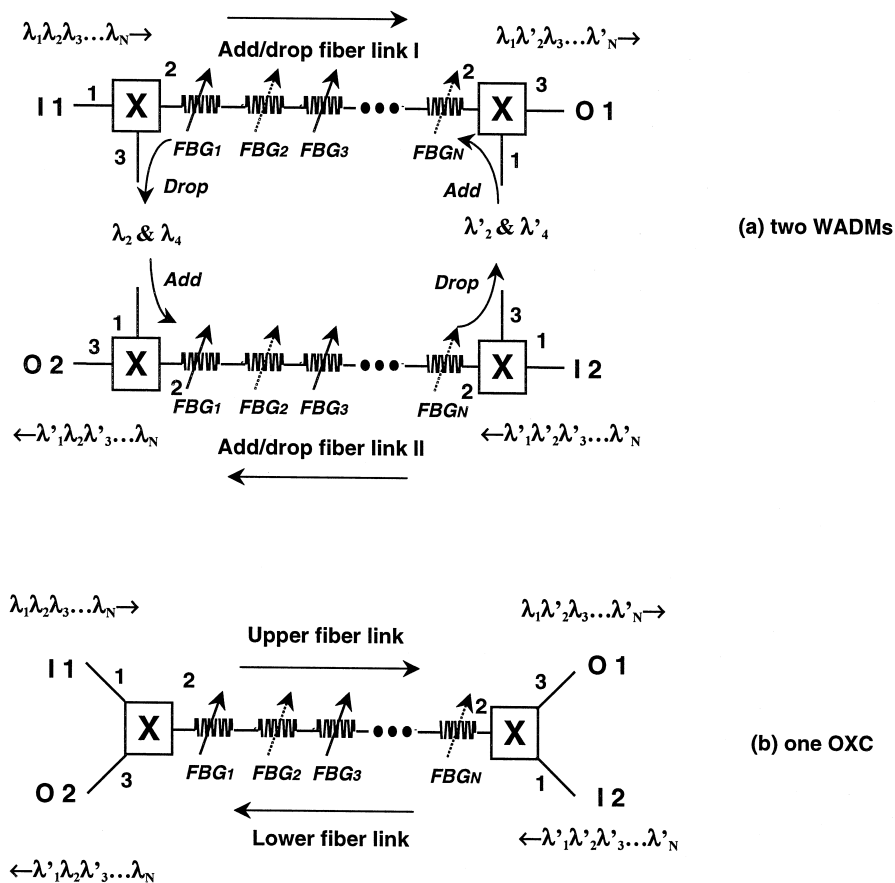 λ₁λ₂λ₃...λN→
λ₁λ'₂λ₃...λ'N→
Add/drop fiber link I
I 1
1
X
2
3
FBG1
FBG2
FBG3
FBGN
2
X
3
1
O 1
Drop
Add
λ₂ & λ₄
λ'₂ & λ'₄
(a) two WADMs
Add
Drop
O 2
3
1
X
2
FBG1
FBG2
FBG3
FBGN
2
X
3
1
I 2
←λ'₁λ₂λ'₃...λN
←λ'₁λ'₂λ'₃...λ'N
Add/drop fiber link II
λ₁λ₂λ₃...λN→
λ₁λ'₂λ₃...λ'N→
Upper fiber link
I 1
1
2
X
3
O 2
FBG1
FBG2
FBG3
FBGN
2
X
3
O 1
1
I 2
(b) one OXC
Lower fiber link
←λ'₁λ'₂λ'₃...λ'N
←λ'₁λ₂λ'₃...λN